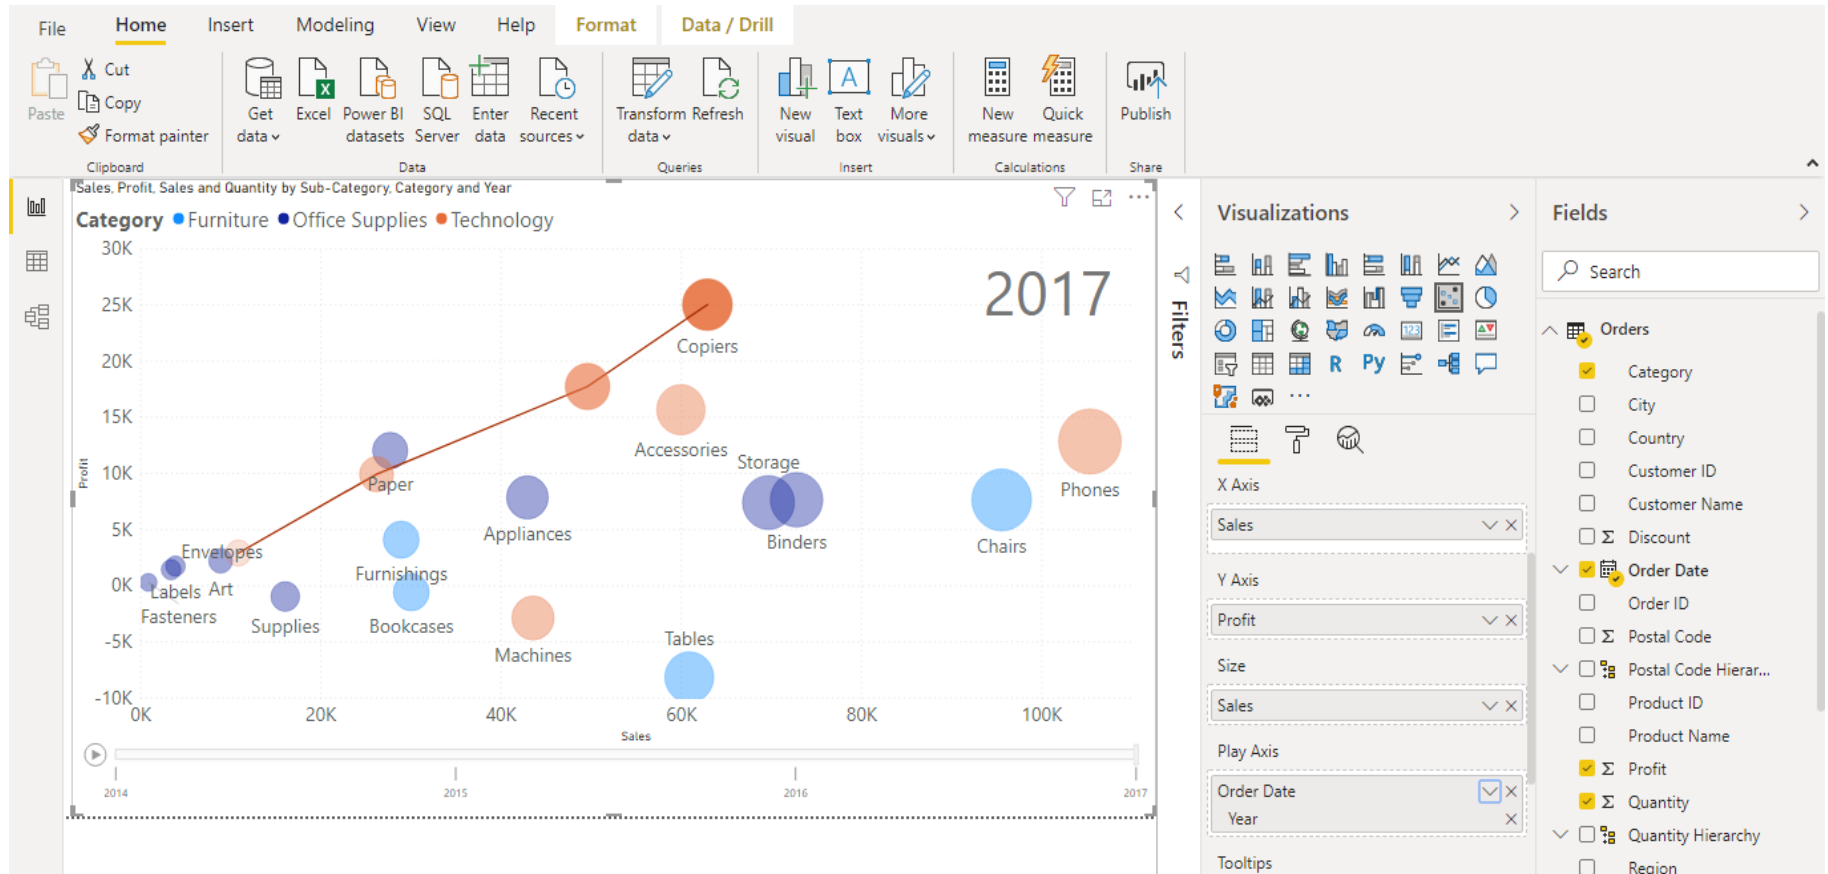 File Home Insert Modeling View Help Format Data / Drill
Paste
Cut
Copy
Format painter
Clipboard
Get data
Excel
Power BI datasets
SQL Server
Enter data
Recent sources
Data
Transform data
Refresh
Queries
New visual
Text box
More visuals
Insert
New measure
Quick measure
Calculations
Publish
Share
Sales, Profit, Sales and Quantity by Sub-Category, Category and Year
Category Furniture Office Supplies Technology
2017
30K
25K
20K
15K
10K
5K
0K
-5K
-10K
Profit
Copiers
Accessories
Storage
Phones
Paper
Appliances
Binders
Chairs
Envelopes
Furnishings
Labels Art
Fasteners
Supplies
Bookcases
Machines
Tables
0K 20K 40K 60K 80K 100K
Sales
2014 2015 2016 2017
Filters
Visualizations
123
R
Py
X Axis
Sales
Y Axis
Profit
Size
Sales
Play Axis
Order Date
Year
Tooltips
Fields
Search
Orders
Category
City
Country
Customer ID
Customer Name
Discount
Order Date
Order ID
Postal Code
Postal Code Hierar...
Product ID
Product Name
Profit
Quantity
Quantity Hierarchy
Region